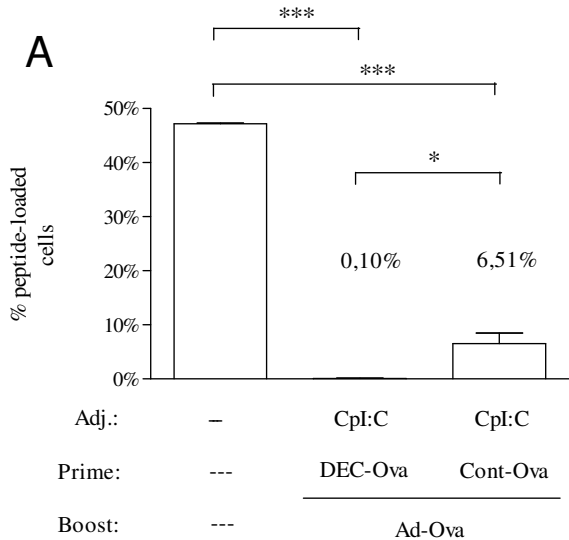 ***
A
***
50%
40%
*
30%
% peptide-loaded
cells
0,10%
6,51%
20%
10%
0%
Adj.: -- CpI:C CpI:C
Prime: --- DEC-Ova Cont-Ova
Boost: --- Ad-Ova